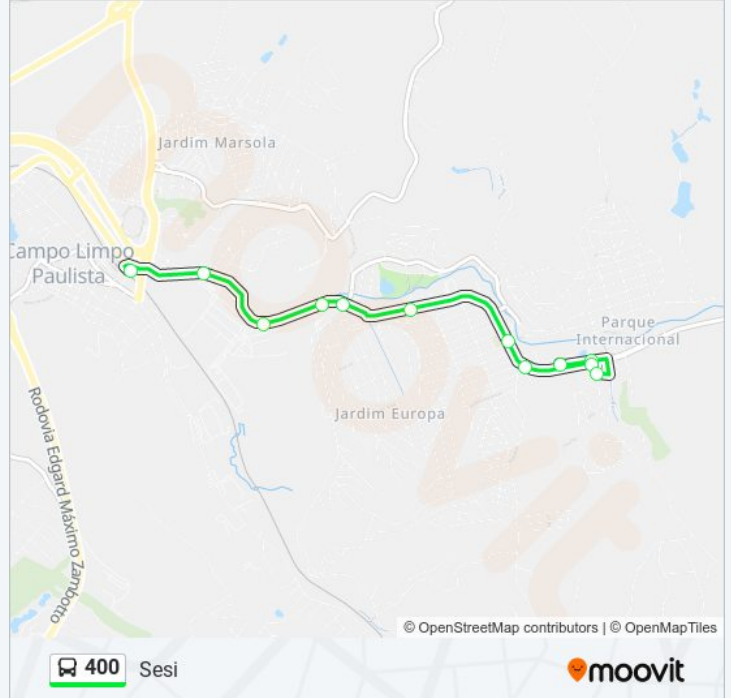 Jardim Marsola
Campo Limpo
Paulista
Parque
Internacional
Jardim Europa
Rodovia Edgard Máximo Zambotto
moovit
© OpenStreetMap contributors | © OpenMapTiles
400 Sesi
moovit